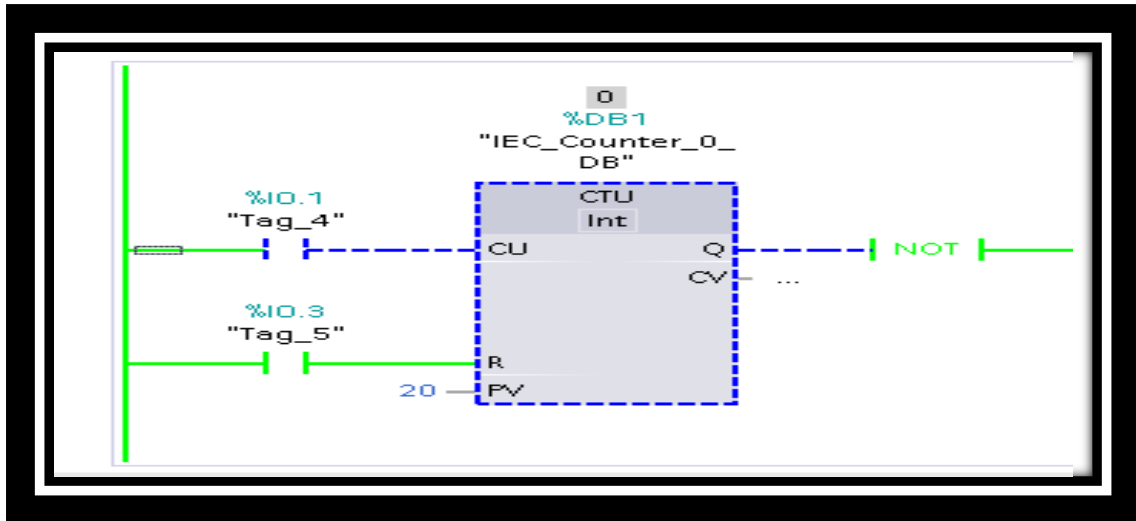 0
%DB1
"IEC_Counter_0_
DB"
CTU
Int
%I0.1
"Tag_4"
CU Q NOT
CV ...
%I0.3
"Tag_5"
R
20 PV